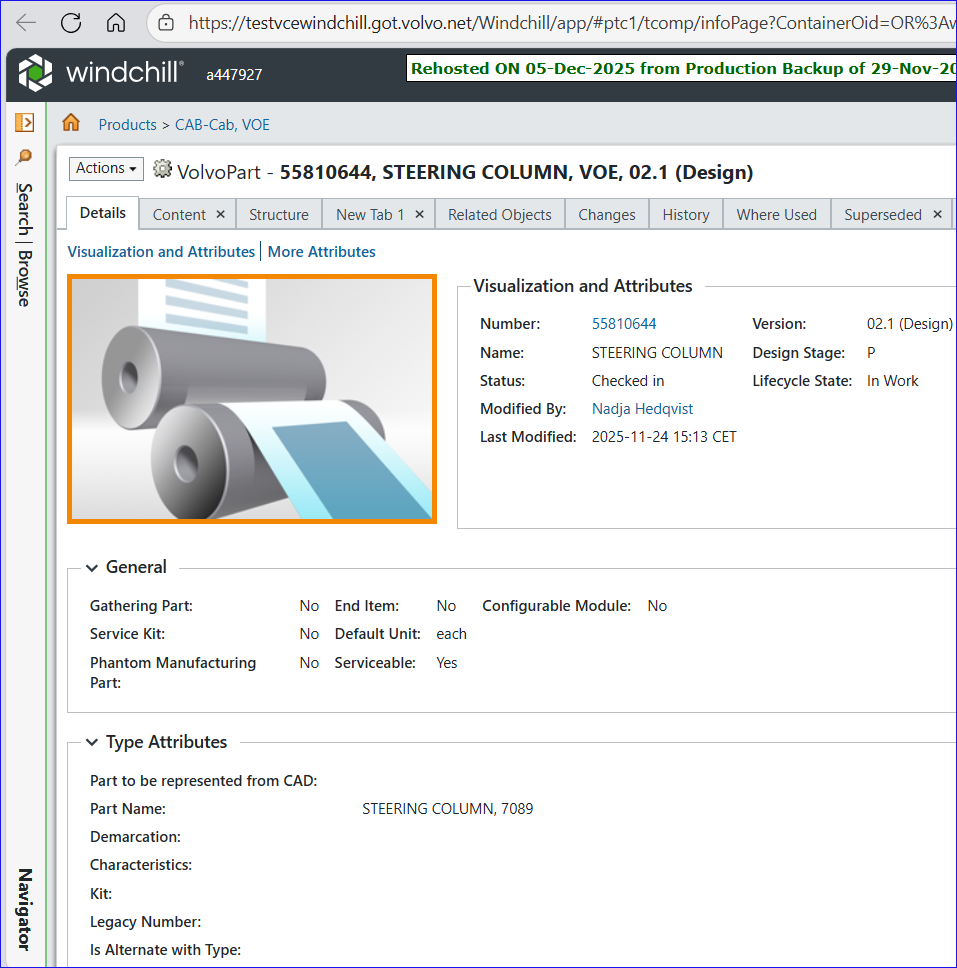 https://testvcewindchill.got.volvo.net/Windchill/app/#ptc1/tcomp/infoPage?ContainerOid=OR%3Av
windchill® a447927 Rehosted ON 05-Dec-2025 from Production Backup of 29-Nov-20
Products > CAB-Cab, VOE
Actions VolvoPart - 55810644, STEERING COLUMN, VOE, 02.1 (Design)
Details Content × Structure New Tab 1 × Related Objects Changes History Where Used Superseded ×
Search | Browse
Visualization and Attributes | More Attributes
Visualization and Attributes
Number: 55810644 Version: 02.1 (Design)
Name: STEERING COLUMN Design Stage: P
Status: Checked in Lifecycle State: In Work
Modified By: Nadja Hedqvist
Last Modified: 2025-11-24 15:13 CET
General
Gathering Part: No End Item: No Configurable Module: No
Service Kit: No Default Unit: each
Phantom Manufacturing No Serviceable: Yes
Part:
Type Attributes
Part to be represented from CAD:
Part Name: STEERING COLUMN, 7089
Demarcation:
Characteristics:
Kit:
Legacy Number:
Is Alternate with Type:
Navigator